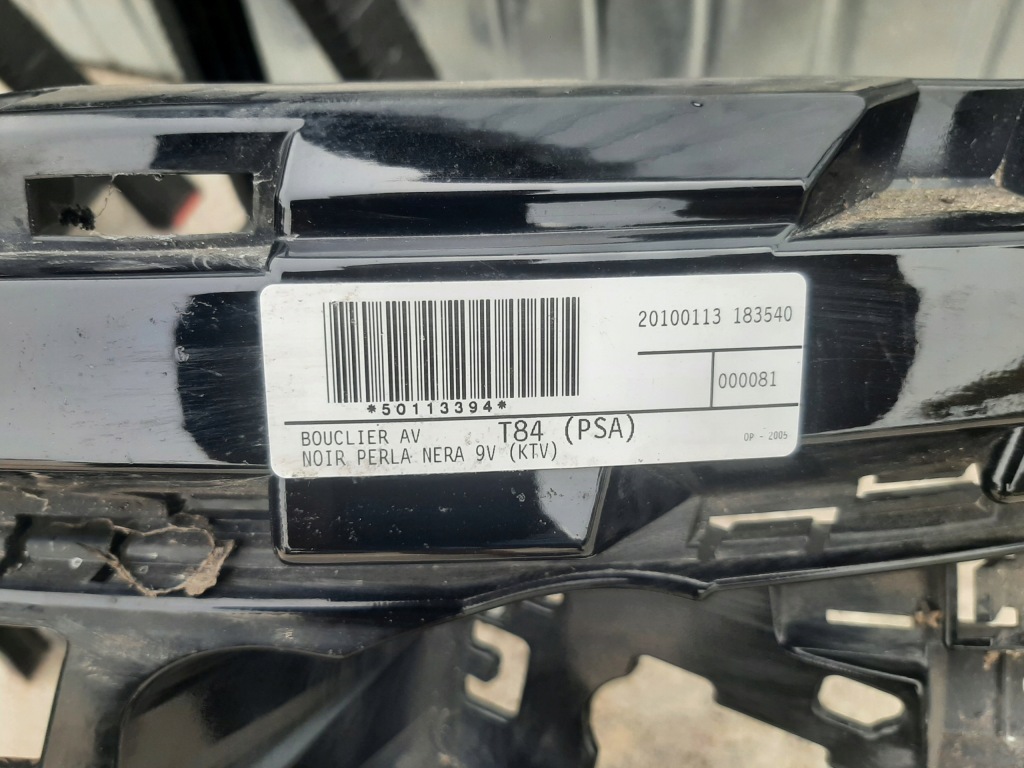 20100113 183540
000081
*50113394*
BOUCLIER AV T84 (PSA)
NOIR PERLA NERA 9V (KTV)
OP - 2005